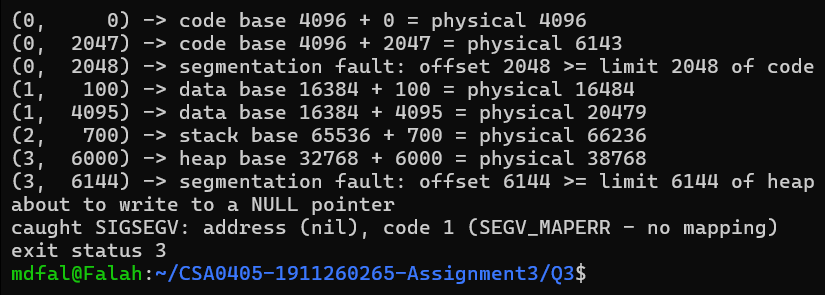 (0,     0) -> code base 4096 + 0 = physical 4096
(0,  2047) -> code base 4096 + 2047 = physical 6143
(0,  2048) -> segmentation fault: offset 2048 >= limit 2048 of code
(1,   100) -> data base 16384 + 100 = physical 16484
(1,  4095) -> data base 16384 + 4095 = physical 20479
(2,   700) -> stack base 65536 + 700 = physical 66236
(3,  6000) -> heap base 32768 + 6000 = physical 38768
(3,  6144) -> segmentation fault: offset 6144 >= limit 6144 of heap
about to write to a NULL pointer
caught SIGSEGV: address (nil), code 1 (SEGV_MAPERR - no mapping)
exit status 3
mdfal@Falah:~/CSA0405-1911260265-Assignment3/Q3$